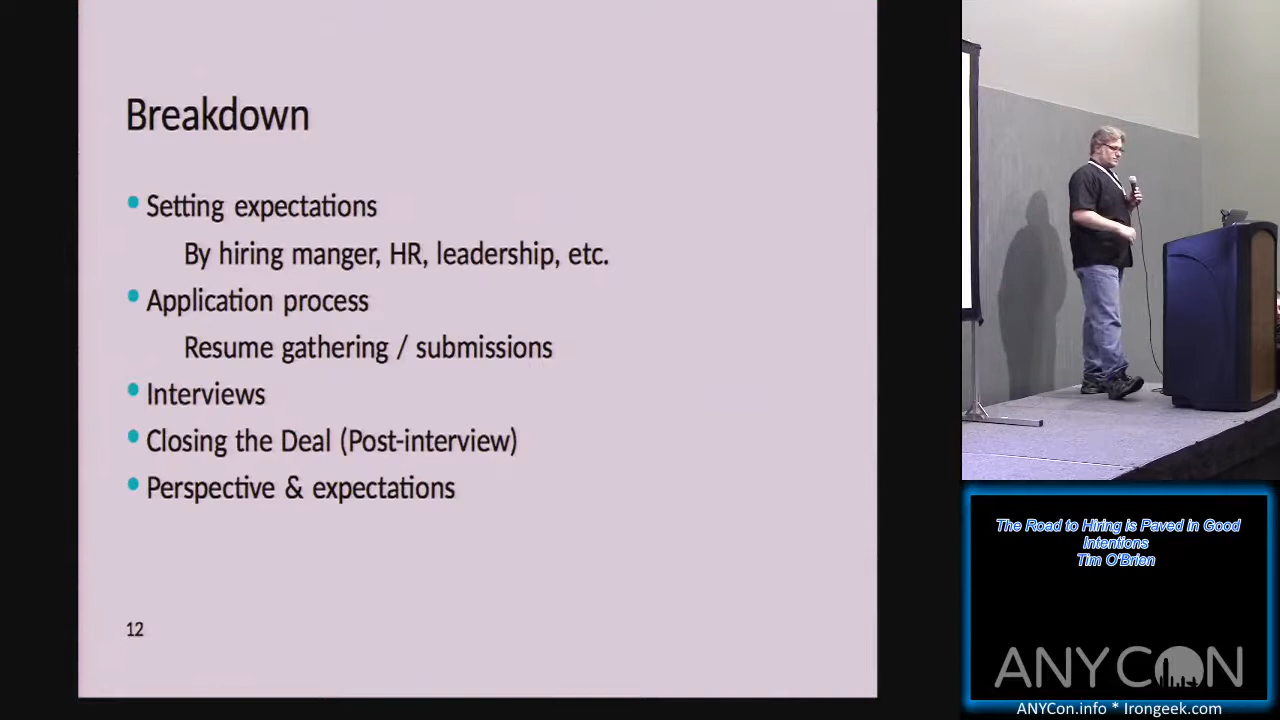 Breakdown
Setting expectations
By hiring manger, HR, leadership, etc.
Application process
Resume gathering / submissions
Interviews
Closing the Deal (Post-interview)
Perspective & expectations
12
The Road to Hiring is Paved in Good
Intentions
Tim O'Brien
ANYCON
ANYCon.info * Irongeek.com